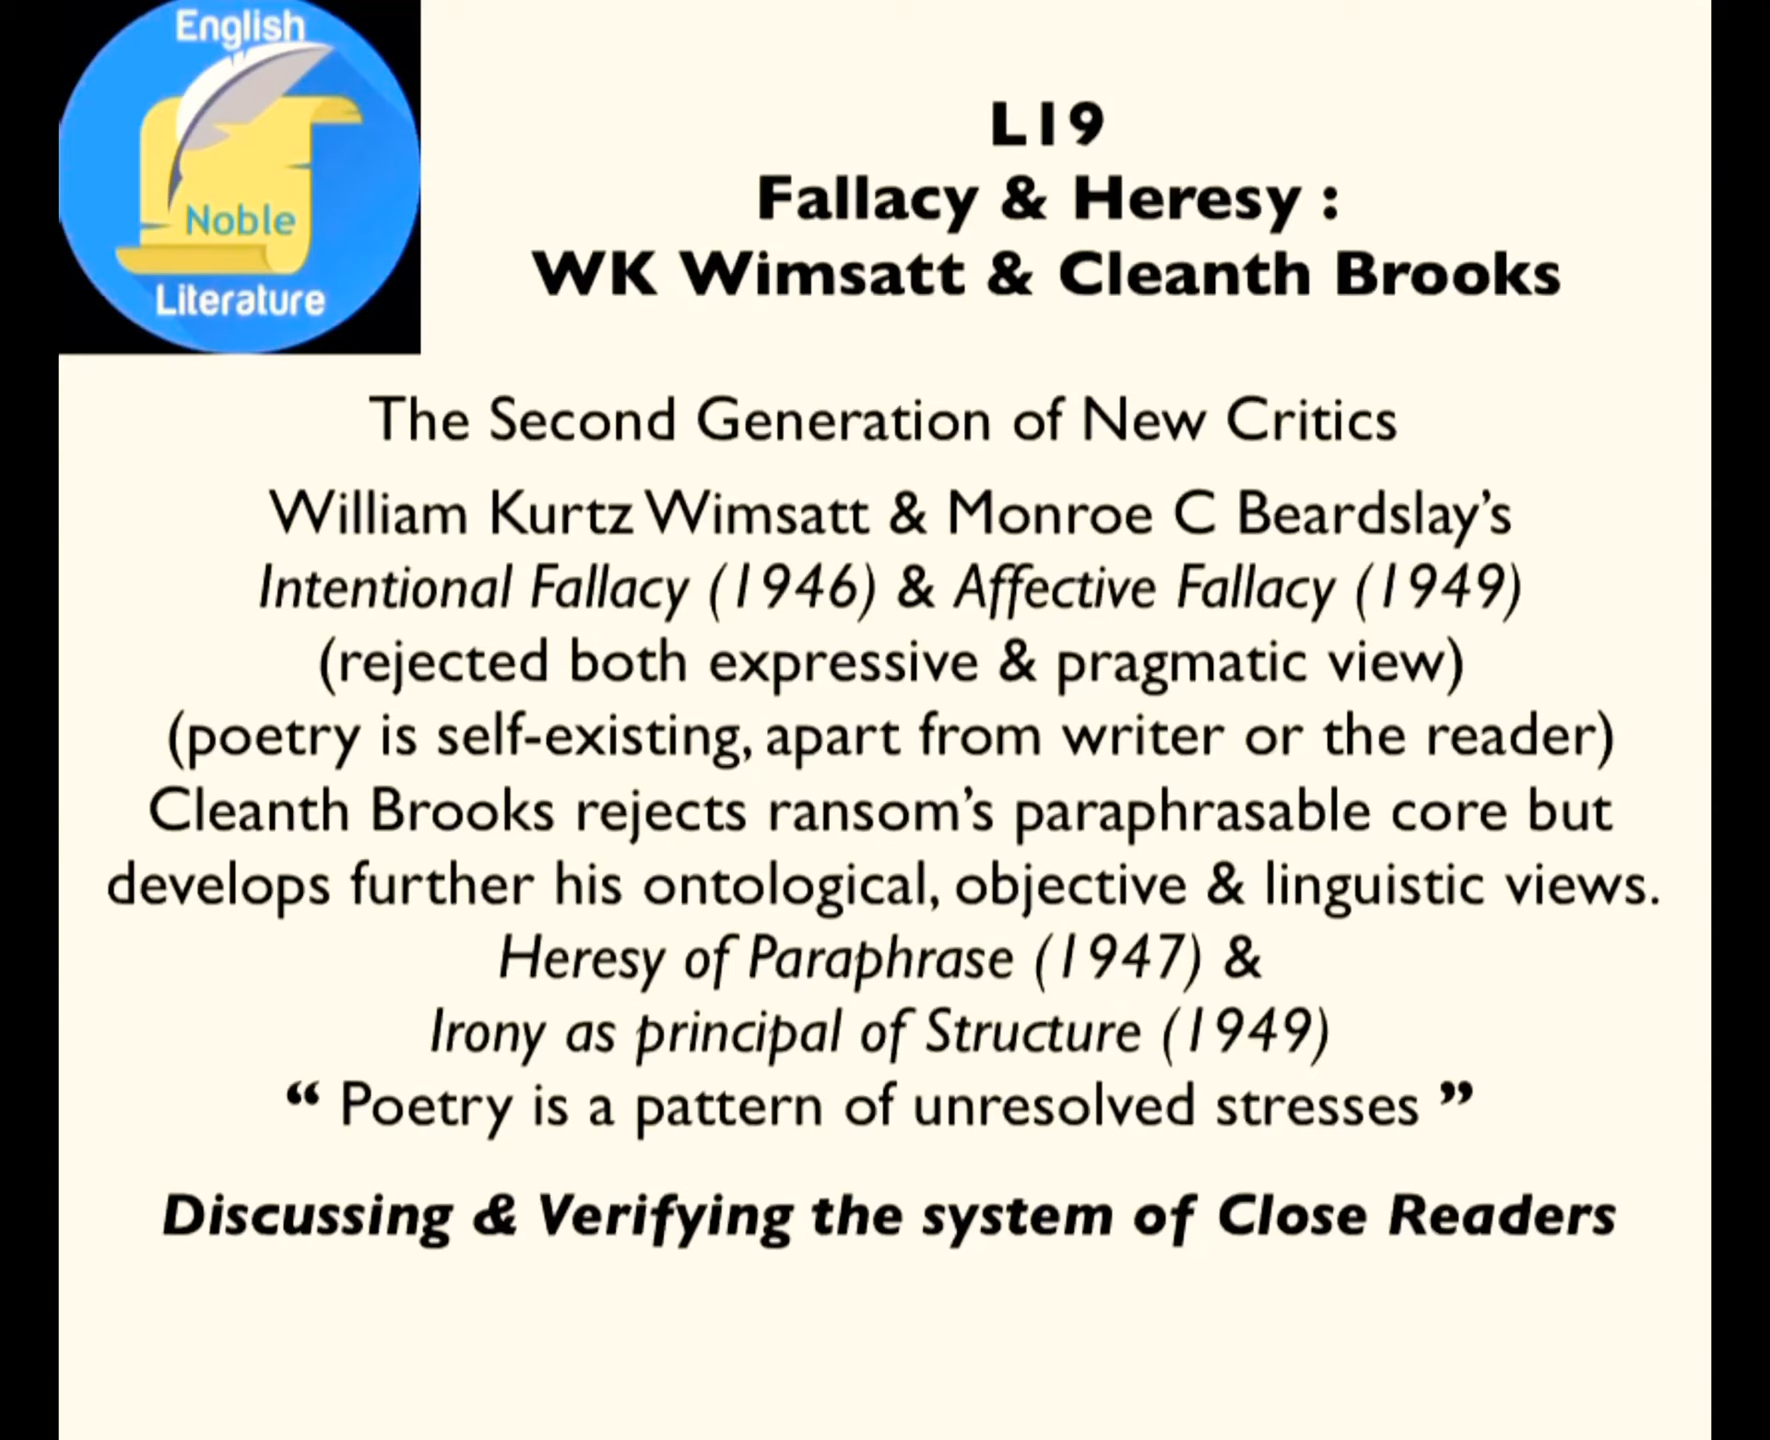 English
Noble
Literature
L19
Fallacy & Heresy :
WK Wimsatt & Cleanth Brooks
The Second Generation of New Critics
William Kurtz Wimsatt & Monroe C Beardslay’s
Intentional Fallacy (1946) & Affective Fallacy (1949)
(rejected both expressive & pragmatic view)
(poetry is self-existing, apart from writer or the reader)
Cleanth Brooks rejects ransom’s paraphrasable core but
develops further his ontological, objective & linguistic views.
Heresy of Paraphrase (1947) &
Irony as principal of Structure (1949)
“ Poetry is a pattern of unresolved stresses ”
Discussing & Verifying the system of Close Readers